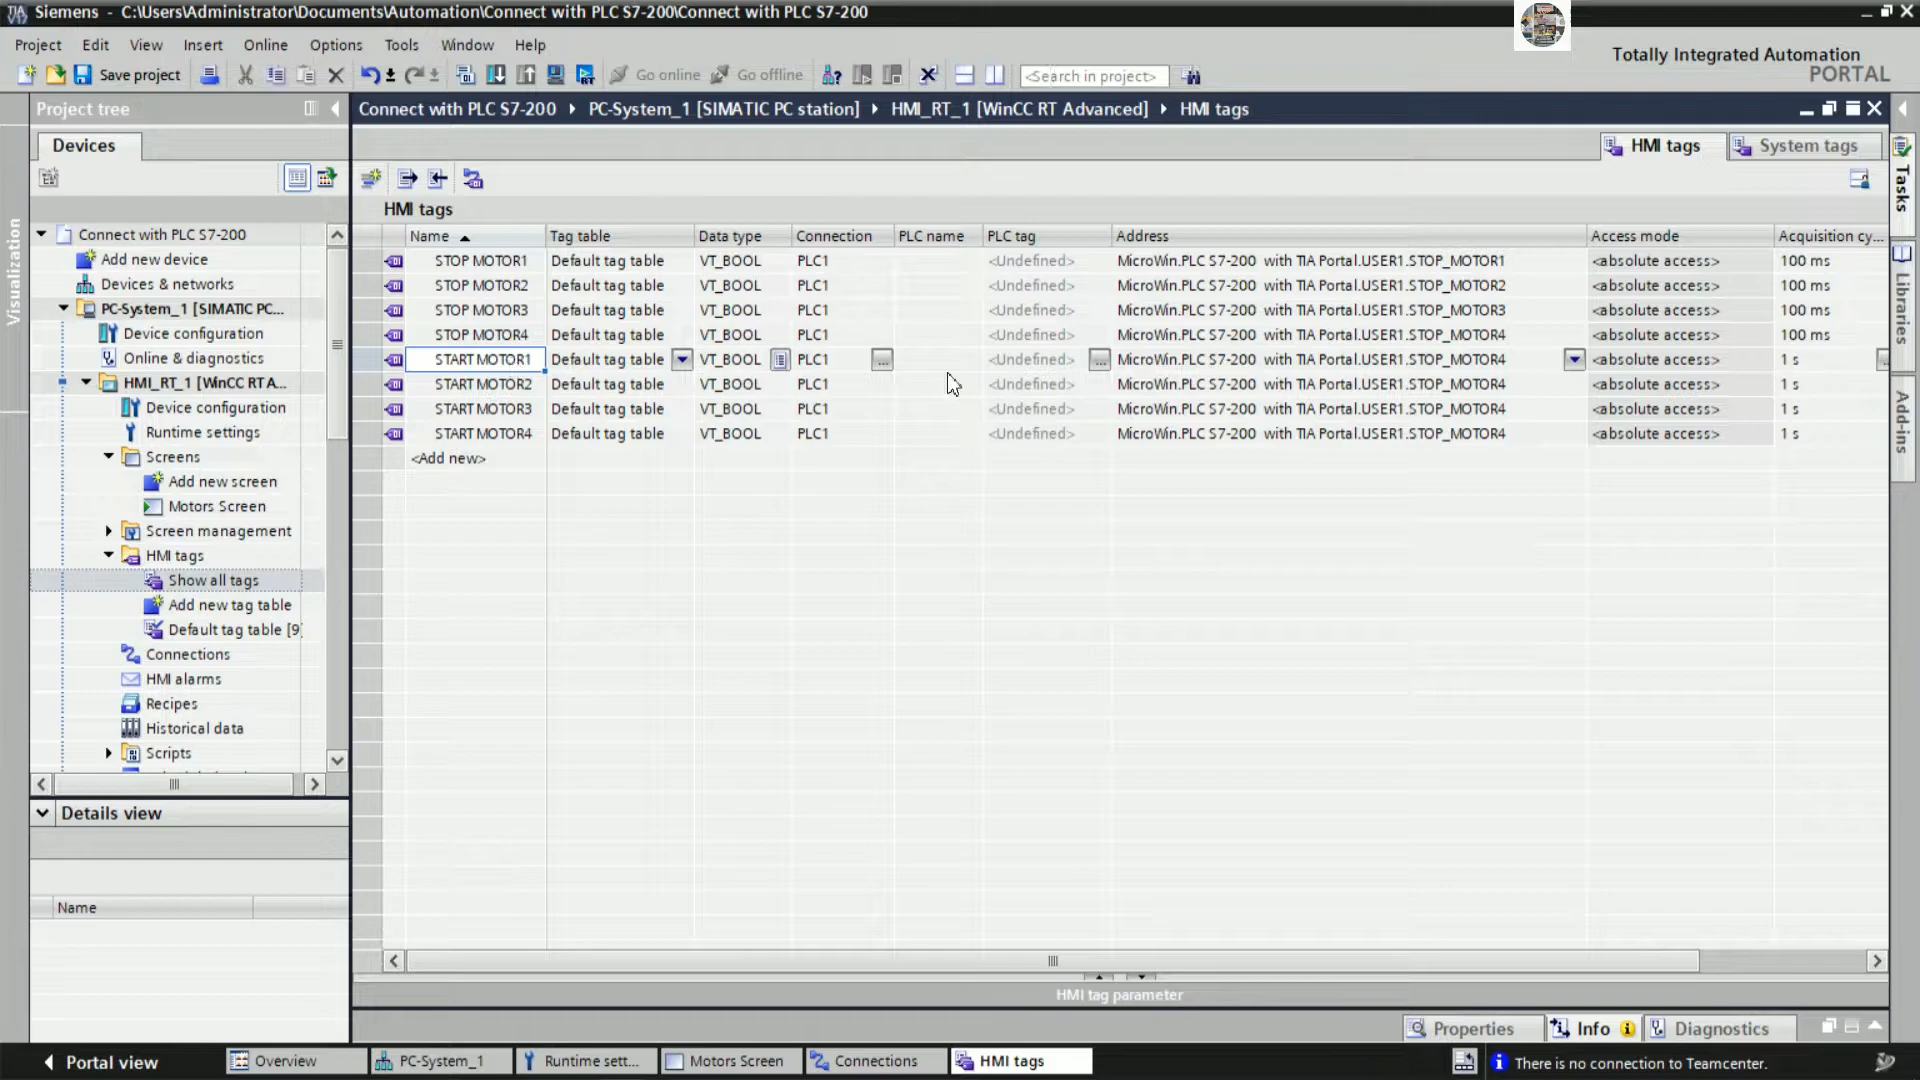 Siemens - C:\Users\Administrator\Documents\Automation\Connect with PLC S7-200\Connect with PLC S7-200
Project Edit View Insert Online Options Tools Window Help
Totally Integrated Automation
PORTAL
Save project Go online Go offline <Search in project>
Project tree
Connect with PLC S7-200 PC-System_1 [SIMATIC PC station] HMI_RT_1 [WinCC RT Advanced] HMI tags
Devices
HMI tags System tags
HMI tags
Name Tag table Data type Connection PLC name PLC tag Address Access mode Acquisition cy...
STOP MOTOR1 Default tag table VT_BOOL PLC1 <Undefined> MicroWin.PLC S7-200 with TIA Portal.USER1.STOP_MOTOR1 <absolute access> 100 ms
STOP MOTOR2 Default tag table VT_BOOL PLC1 <Undefined> MicroWin.PLC S7-200 with TIA Portal.USER1.STOP_MOTOR2 <absolute access> 100 ms
STOP MOTOR3 Default tag table VT_BOOL PLC1 <Undefined> MicroWin.PLC S7-200 with TIA Portal.USER1.STOP_MOTOR3 <absolute access> 100 ms
STOP MOTOR4 Default tag table VT_BOOL PLC1 <Undefined> MicroWin.PLC S7-200 with TIA Portal.USER1.STOP_MOTOR4 <absolute access> 100 ms
START MOTOR1 Default tag table VT_BOOL PLC1 ... <Undefined> ... MicroWin.PLC S7-200 with TIA Portal.USER1.STOP_MOTOR4 <absolute access> 1 s ...
START MOTOR2 Default tag table VT_BOOL PLC1 <Undefined> MicroWin.PLC S7-200 with TIA Portal.USER1.STOP_MOTOR4 <absolute access> 1 s
START MOTOR3 Default tag table VT_BOOL PLC1 <Undefined> MicroWin.PLC S7-200 with TIA Portal.USER1.STOP_MOTOR4 <absolute access> 1 s
START MOTOR4 Default tag table VT_BOOL PLC1 <Undefined> MicroWin.PLC S7-200 with TIA Portal.USER1.STOP_MOTOR4 <absolute access> 1 s
<Add new>
Visualization
Connect with PLC S7-200
Add new device
Devices & networks
PC-System_1 [SIMATIC PC...
Device configuration
Online & diagnostics
HMI_RT_1 [WinCC RT A...
Device configuration
Runtime settings
Screens
Add new screen
Motors Screen
Screen management
HMI tags
Show all tags
Add new tag table
Default tag table [9]
Connections
HMI alarms
Recipes
Historical data
Scripts
Details view
Name
Tasks
Libraries
Add-ins
HMI tag parameter
Properties Info Diagnostics
Portal view Overview PC-System_1 Runtime sett... Motors Screen Connections HMI tags There is no connection to Teamcenter.